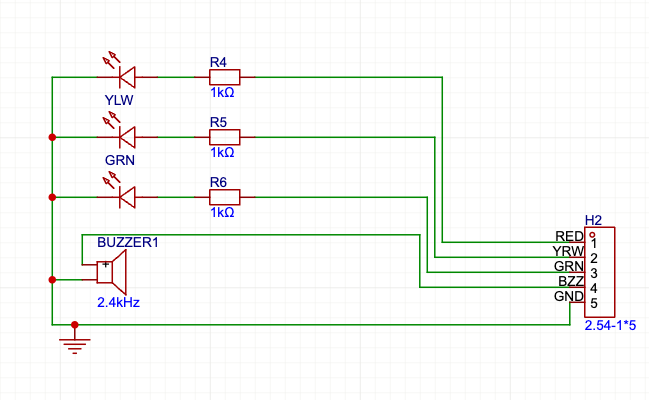 R4
1kΩ
YLW
R5
1kΩ
GRN
R6
1kΩ
H2
RED 1
YRW 2
GRN 3
BZZ 4
GND 5
2.54-1*5
BUZZER1
+
2.4kHz